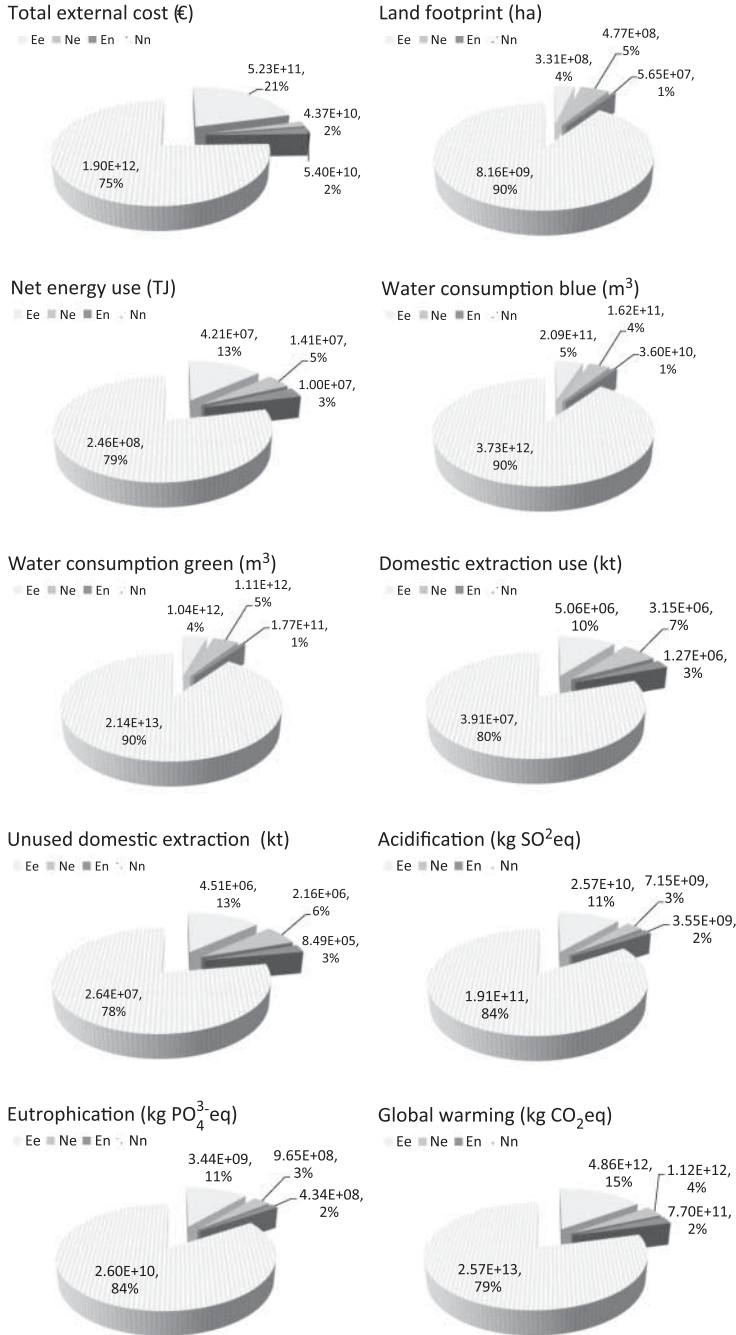 Total external cost (€)
Ee Ne En Nn
5.23E+11,
21%
4.37E+10,
2%
5.40E+10,
2%
1.90E+12,
75%
Land footprint (ha)
Ee Ne En Nn
3.31E+08,
4%
4.77E+08,
5%
5.65E+07,
1%
8.16E+09,
90%
Net energy use (TJ)
Ee Ne En Nn
4.21E+07,
13%
1.41E+07,
5%
1.00E+07,
3%
2.46E+08,
79%
Water consumption blue (m³)
Ee Ne En Nn
2.09E+11,
5%
1.62E+11,
4%
3.60E+10,
1%
3.73E+12,
90%
Water consumption green (m³)
Ee Ne En Nn
1.04E+12,
4%
1.11E+12,
5%
1.77E+11,
1%
2.14E+13,
90%
Domestic extraction use (kt)
Ee Ne En Nn
5.06E+06,
10%
3.15E+06,
7%
1.27E+06,
3%
3.91E+07,
80%
Unused domestic extraction (kt)
Ee Ne En Nn
4.51E+06,
13%
2.16E+06,
6%
8.49E+05,
3%
2.64E+07,
78%
Acidification (kg SO²eq)
Ee Ne En Nn
2.57E+10,
11%
7.15E+09,
3%
3.55E+09,
2%
1.91E+11,
84%
Eutrophication (kg PO₄³⁻eq)
Ee Ne En Nn
3.44E+09,
11%
9.65E+08,
3%
4.34E+08,
2%
2.60E+10,
84%
Global warming (kg CO₂eq)
Ee Ne En Nn
4.86E+12,
15%
1.12E+12,
4%
7.70E+11,
2%
2.57E+13,
79%